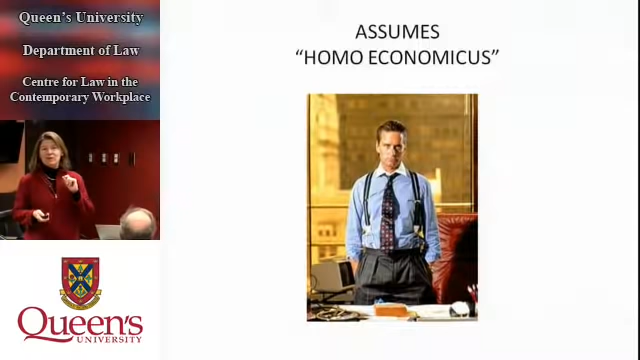 Queen's University
Department of Law
Centre for Law in the
Contemporary Workplace
Queen's
UNIVERSITY
ASSUMES
“HOMO ECONOMICUS”